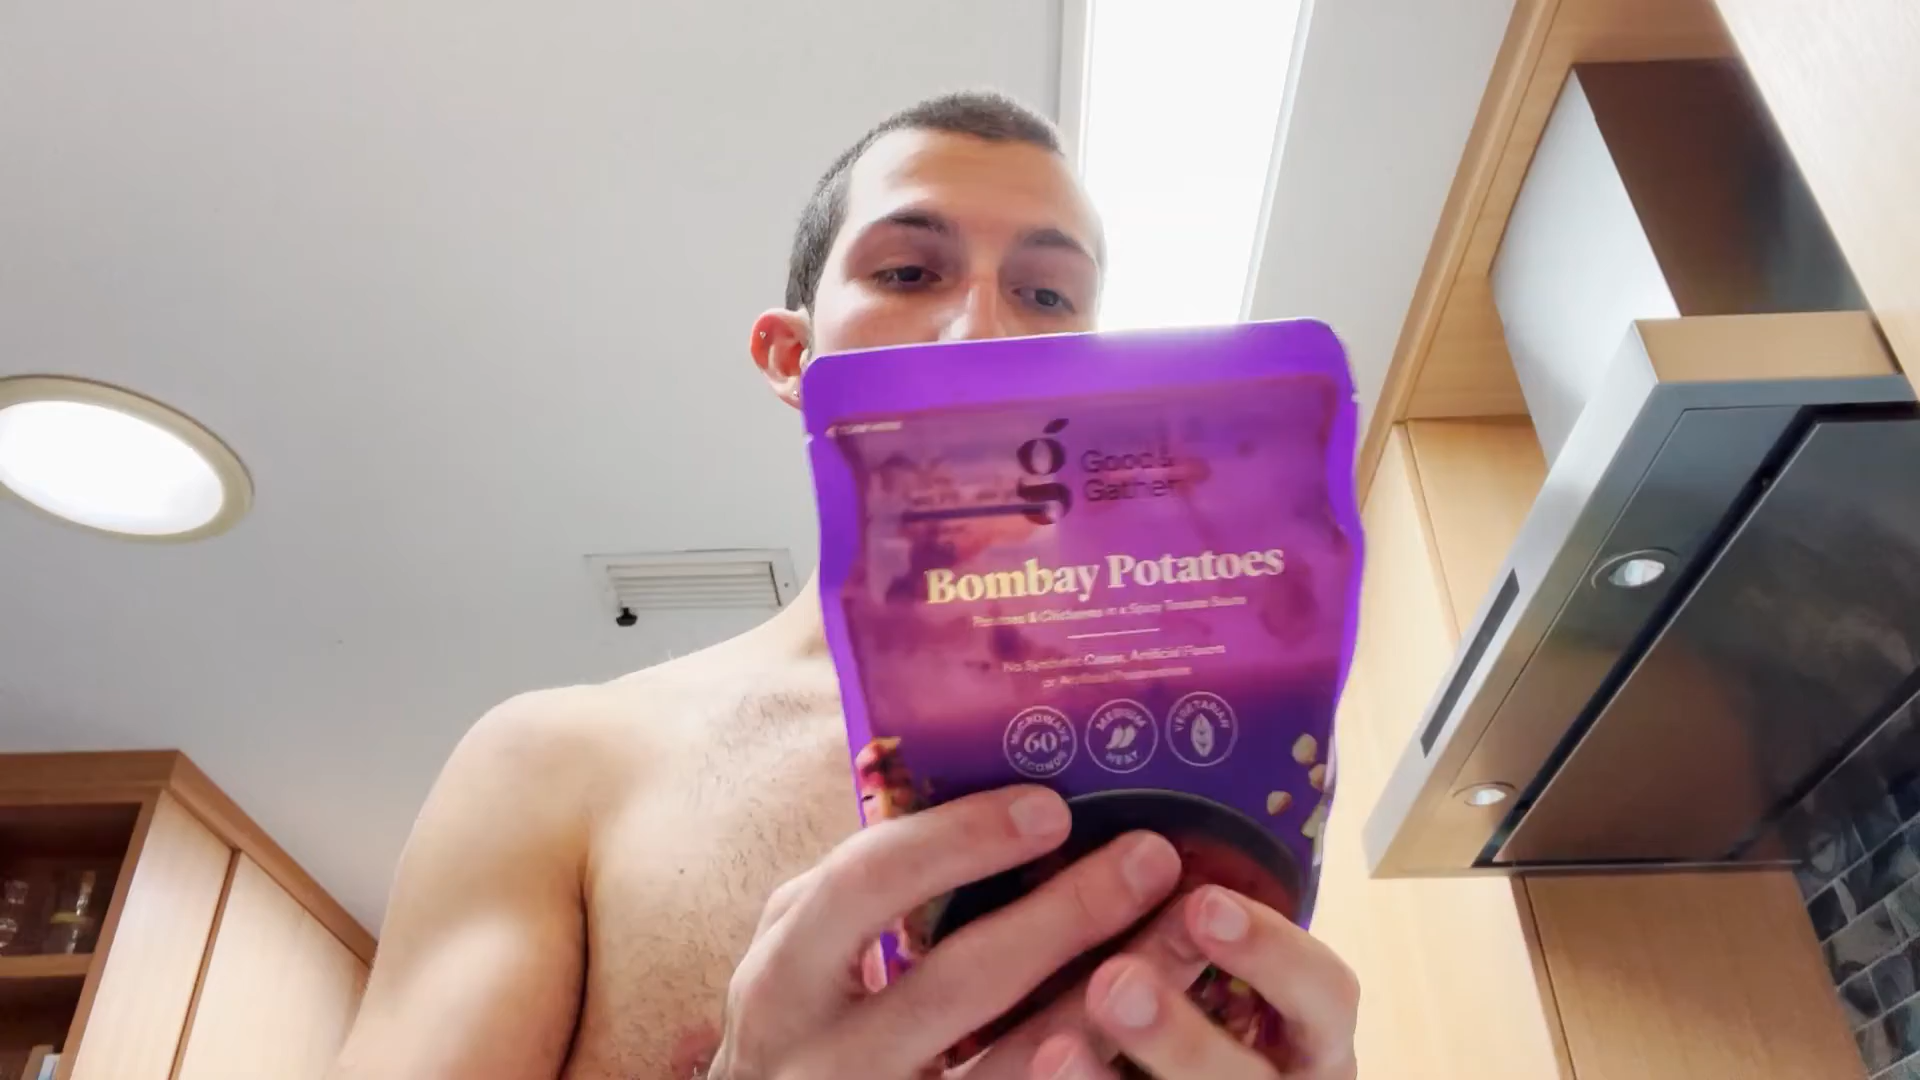 g
Good &
Gather
Bombay Potatoes
Potatoes & Chickpeas in a Spicy Tomato Sauce
No Synthetic Colors, Artificial Flavors
or Artificial Preservatives
MICROWAVE 60 SECONDS
MEDIUM HEAT
VEGETARIAN